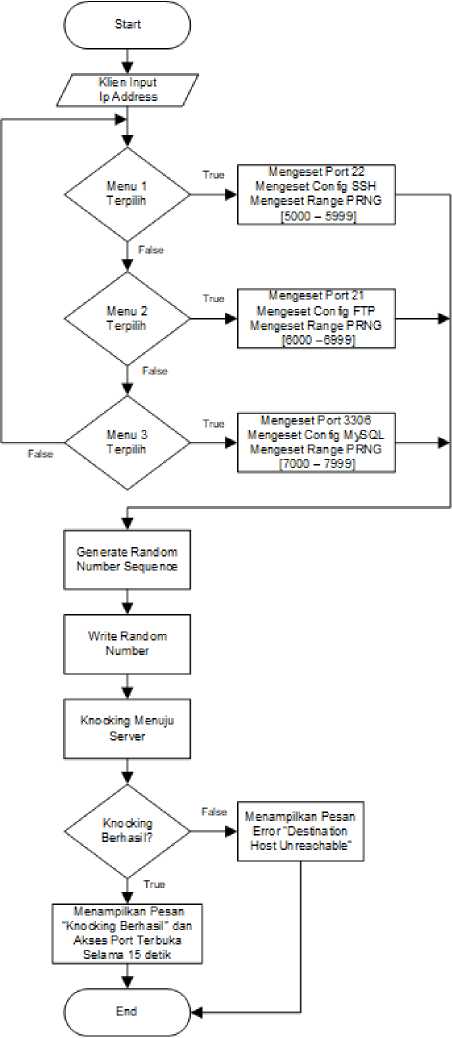 Start
Klien Input
Ip Address
Menu 1
Terpilih
True
Mengeset Port 22
Mengeset Config SSH
Mengeset Range PRNG
[5000 – 5999]
False
Menu 2
Terpilih
True
Mengeset Port 21
Mengeset Config FTP
Mengeset Range PRNG
[6000 –6999]
False
Menu 3
Terpilih
True
False
Mengeset Port 3306
Mengeset Config MySQL
Mengeset Range PRNG
[7000 – 7999]
Generate Random
Number Sequence
Write Random
Number
Knocking Menuju
Server
Knocking
Berhasil?
False
Menampilkan Pesan
Error "Destination
Host Unreachable"
True
Menampilkan Pesan
"Knocking Berhasil" dan
Akses Port Terbuka
Selama 15 detik
End